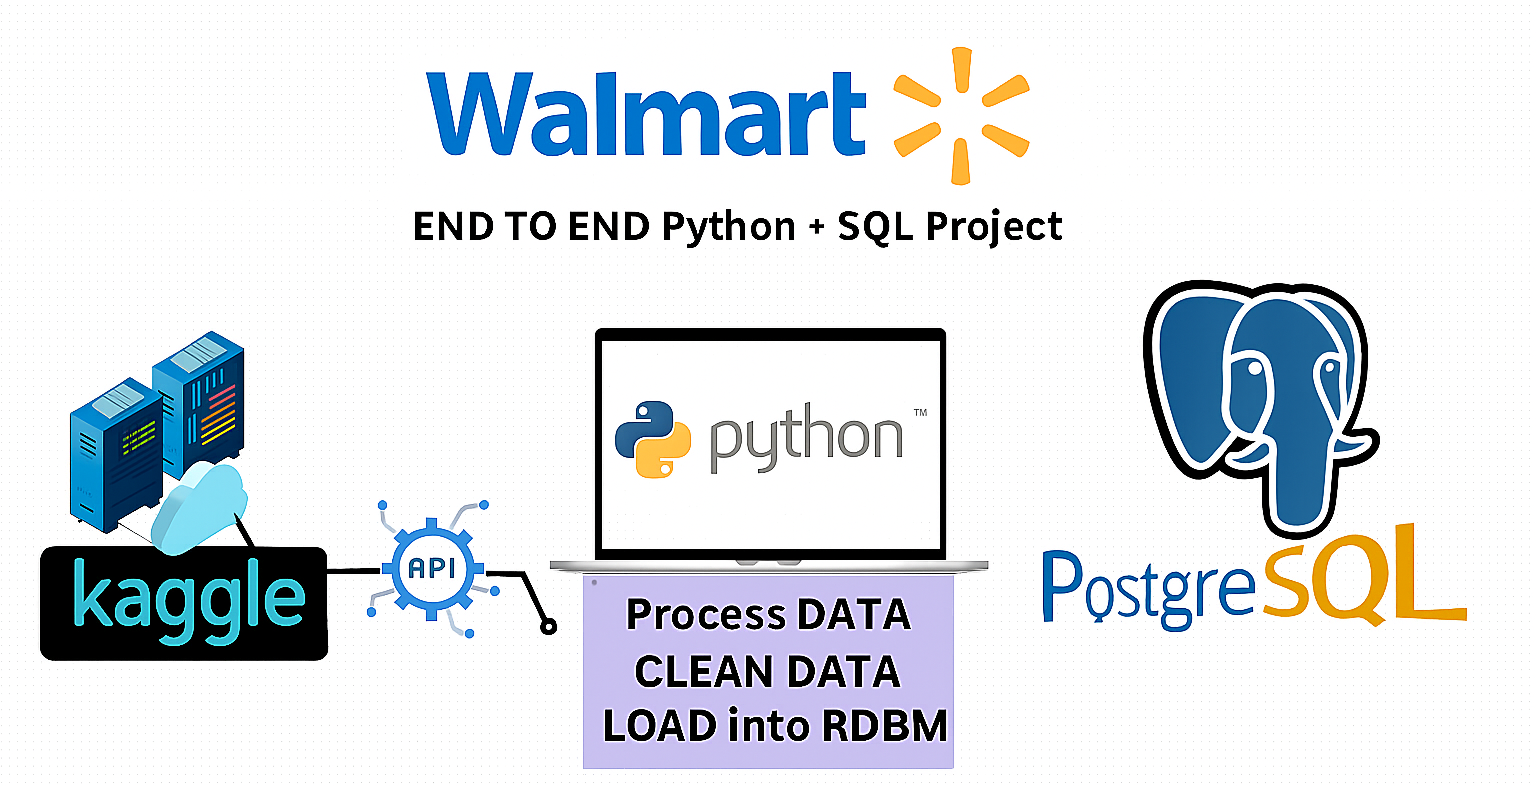 Walmart
END TO END Python + SQL Project
python™
kaggle
API
Process DATA
CLEAN DATA
LOAD into RDBM
PostgreSQL